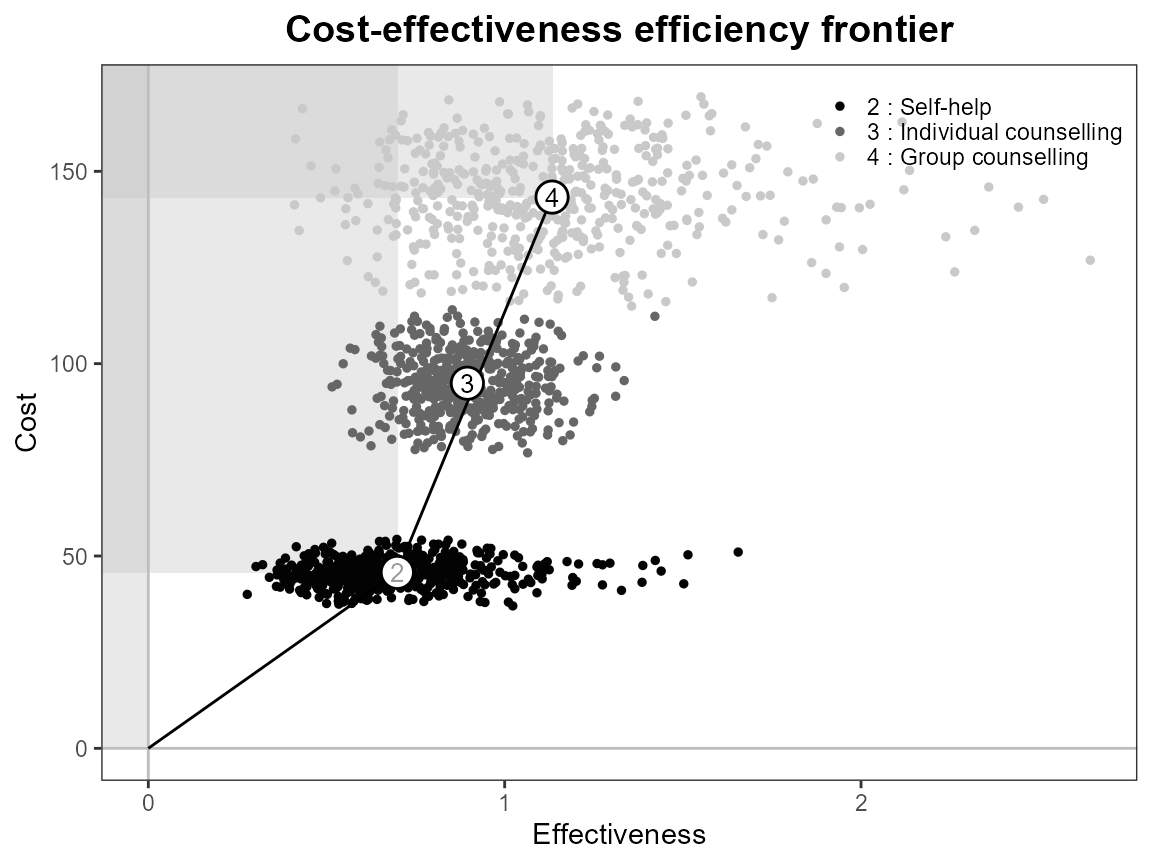 Cost-effectiveness efficiency frontier
2 : Self-help
3 : Individual counselling
4 : Group counselling
150
100
50
0
Cost
4
3
2
0 1 2
Effectiveness